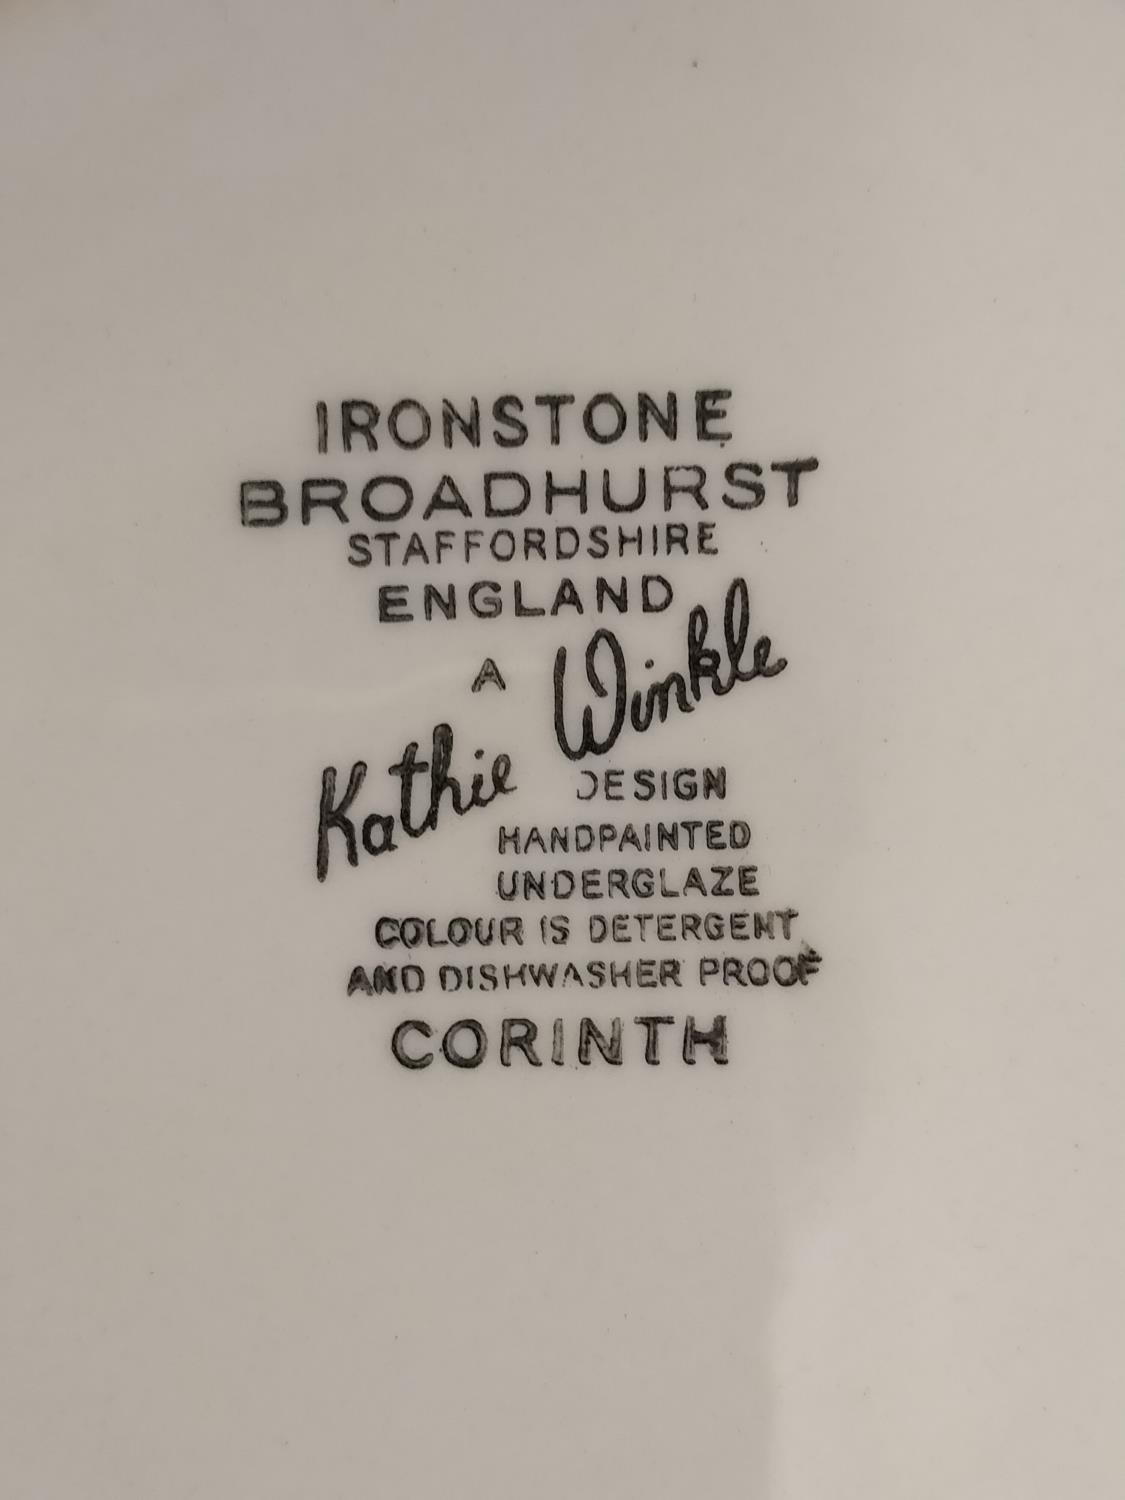 IRONSTONE
BROADHURST
STAFFORDSHIRE
ENGLAND
A
Kathie Winkle
DESIGN
HANDPAINTED
UNDERGLAZE
COLOUR IS DETERGENT
AND DISHWASHER PROOF
CORINTH